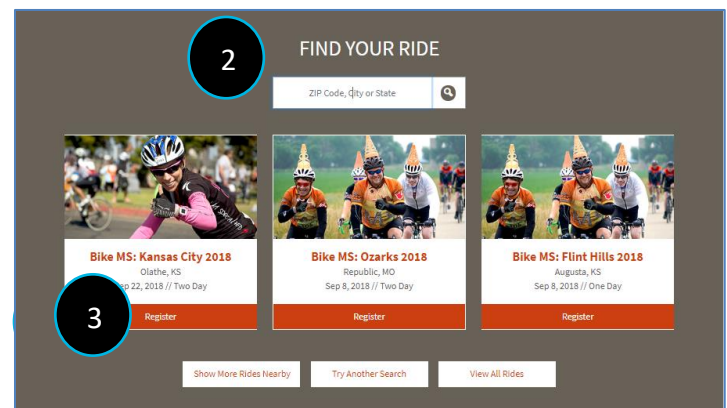 2
FIND YOUR RIDE
ZIP Code, City or State
Bike MS: Kansas City 2018
Olathe, KS
Sep 22, 2018 // Two Day
Register
Bike MS: Ozarks 2018
Republic, MO
Sep 8, 2018 // Two Day
Register
Bike MS: Flint Hills 2018
Augusta, KS
Sep 8, 2018 // One Day
Register
3
Show More Rides Nearby
Try Another Search
View All Rides